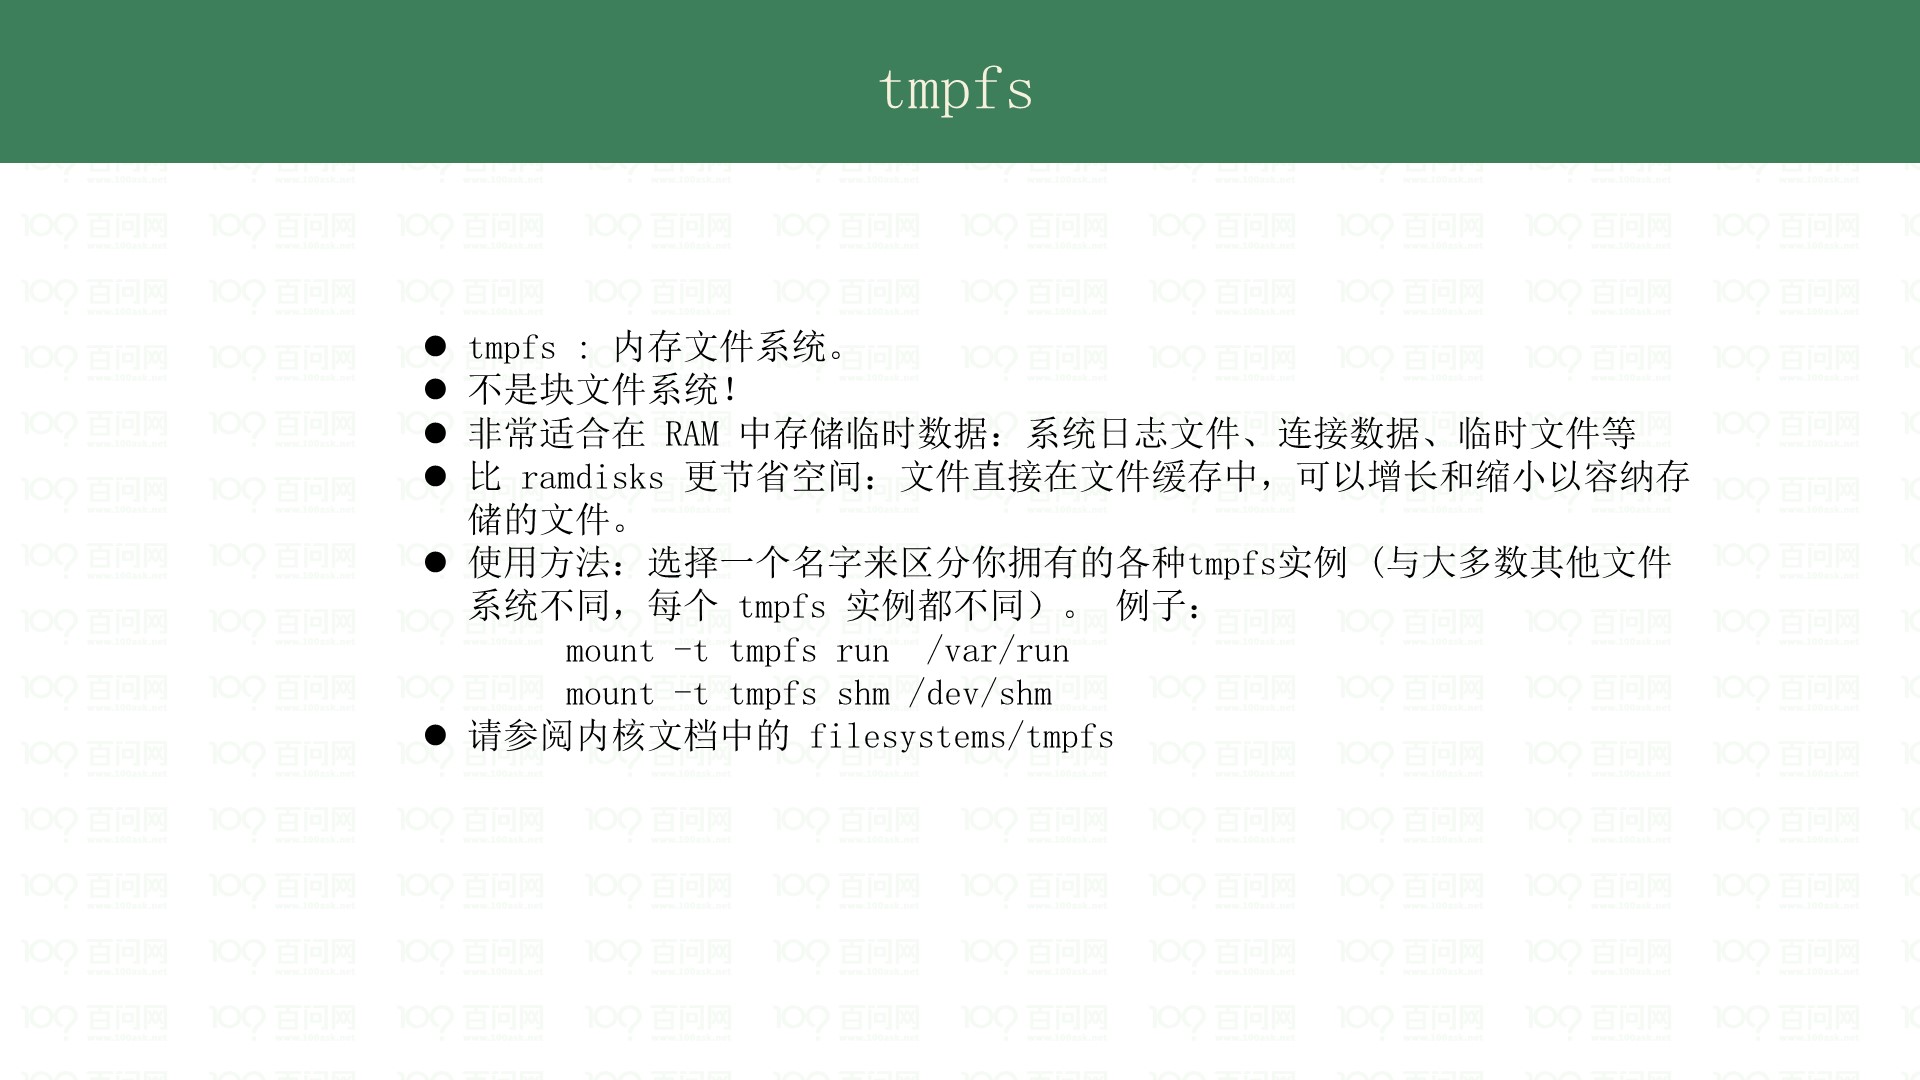 tmpfs
● tmpfs : 内存文件系统。
● 不是块文件系统！
● 非常适合在 RAM 中存储临时数据：系统日志文件、连接数据、临时文件等
● 比 ramdisks 更节省空间：文件直接在文件缓存中，可以增长和缩小以容纳存
储的文件。
● 使用方法：选择一个名字来区分你拥有的各种tmpfs实例 (与大多数其他文件
系统不同，每个 tmpfs 实例都不同）。 例子：
mount -t tmpfs run  /var/run
mount -t tmpfs shm /dev/shm
● 请参阅内核文档中的 filesystems/tmpfs
百问网